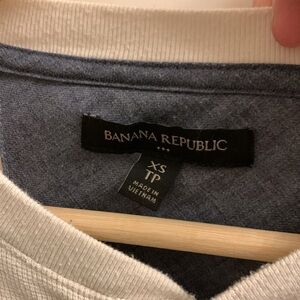 BANANA REPUBLIC
XS
TP
MADE IN
VIETNAM